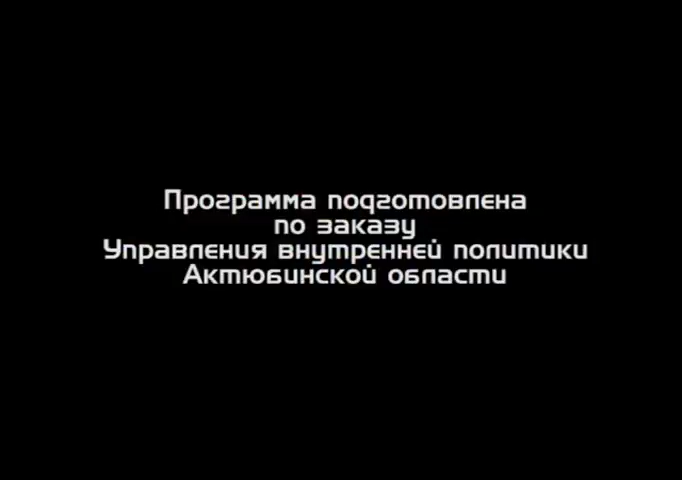 Программа подготовлена
по заказу
Управления внутренней политики
Актюбинской области